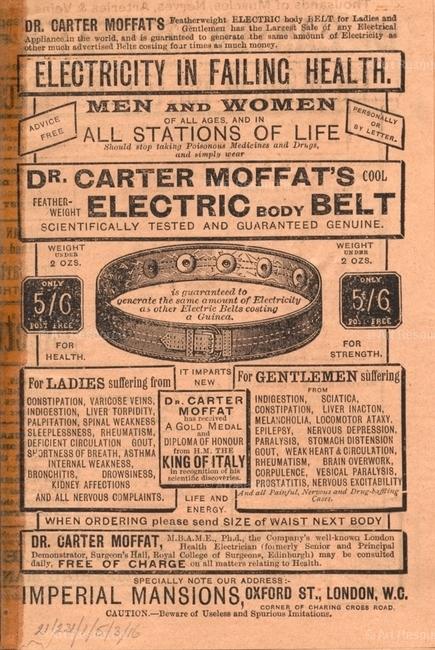 DR. CARTER MOFFAT'S Featherweight ELECTRIC body BELT for Ladies and
Gentlemen has the Largest Sale of any Electrical
Appliance in the world, and is guaranteed to generate the same amount of Electricity as
other much advertised Belts costing four times as much money.
ELECTRICITY IN FAILING HEALTH.
ADVICE
FREE
MEN AND WOMEN
OF ALL AGES, AND IN
ALL STATIONS OF LIFE
Should stop taking Poisonous Medicines and Drugs,
and simply wear
PERSONALLY
OR
BY LETTER.
DR. CARTER MOFFAT'S COOL
FEATHER-
WEIGHT ELECTRIC BODY BELT
SCIENTIFICALLY TESTED AND GUARANTEED GENUINE.
WEIGHT
UNDER
2 OZS.
ONLY
5/6
POST FREE
FOR
HEALTH.
is guaranteed to
generate the same amount of Electricity
as other Electric Belts costing
a Guinea.
WEIGHT
UNDER
2 OZS.
ONLY
5/6
POST FREE
FOR
STRENGTH.
For LADIES suffering from
CONSTIPATION, VARICOSE VEINS,
INDIGESTION, LIVER TORPIDITY,
PALPITATION, SPINAL WEAKNESS
SLEEPLESSNESS, RHEUMATISM,
DEFICIENT CIRCULATION GOUT,
SHORTNESS OF BREATH, ASTHMA
INTERNAL WEAKNESS,
BRONCHITIS, DROWSINESS,
KIDNEY AFFECTIONS
AND ALL NERVOUS COMPLAINTS.
IT IMPARTS
NEW
DR. CARTER
MOFFAT
has received
A GOLD MEDAL
and
DIPLOMA OF HONOUR
from H.M. THE
KING OF ITALY
in recognition of his
scientific discoveries.
LIFE AND
ENERGY.
For GENTLEMEN suffering
FROM
INDIGESTION, SCIATICA,
CONSTIPATION, LIVER INACTON,
MELANCHOLIA, LOCOMOTOR ATAXY,
EPILEPSY, NERVOUS DEPRESSION,
PARALYSIS, STOMACH DISTENSION
GOUT, WEAK HEART & CIRCULATION,
RHEUMATISM, BRAIN OVERWORK,
CORPULENCE, VESICAL PARALYSIS,
PROSTATITIS, NERVOUS EXCITABILITY
And all Painful, Nervous and Drug-baffling
Cases.
WHEN ORDERING please send SIZE of WAIST NEXT BODY
DR. CARTER MOFFAT, M.B.A.M.E., Ph.d., the Company's well-known London
Health Electrician (formerly Senior and Principal
Demonstrator, Surgeon's Hall, Royal College of Surgeons, Edinburgh) may be consulted
daily, FREE OF CHARGE on all matters relating to Health.
SPECIALLY NOTE OUR ADDRESS:-
IMPERIAL MANSIONS, OXFORD ST., LONDON, W.C.
CORNER OF CHARING CROSS ROAD.
CAUTION.—Beware of Useless and Spurious Imitations.